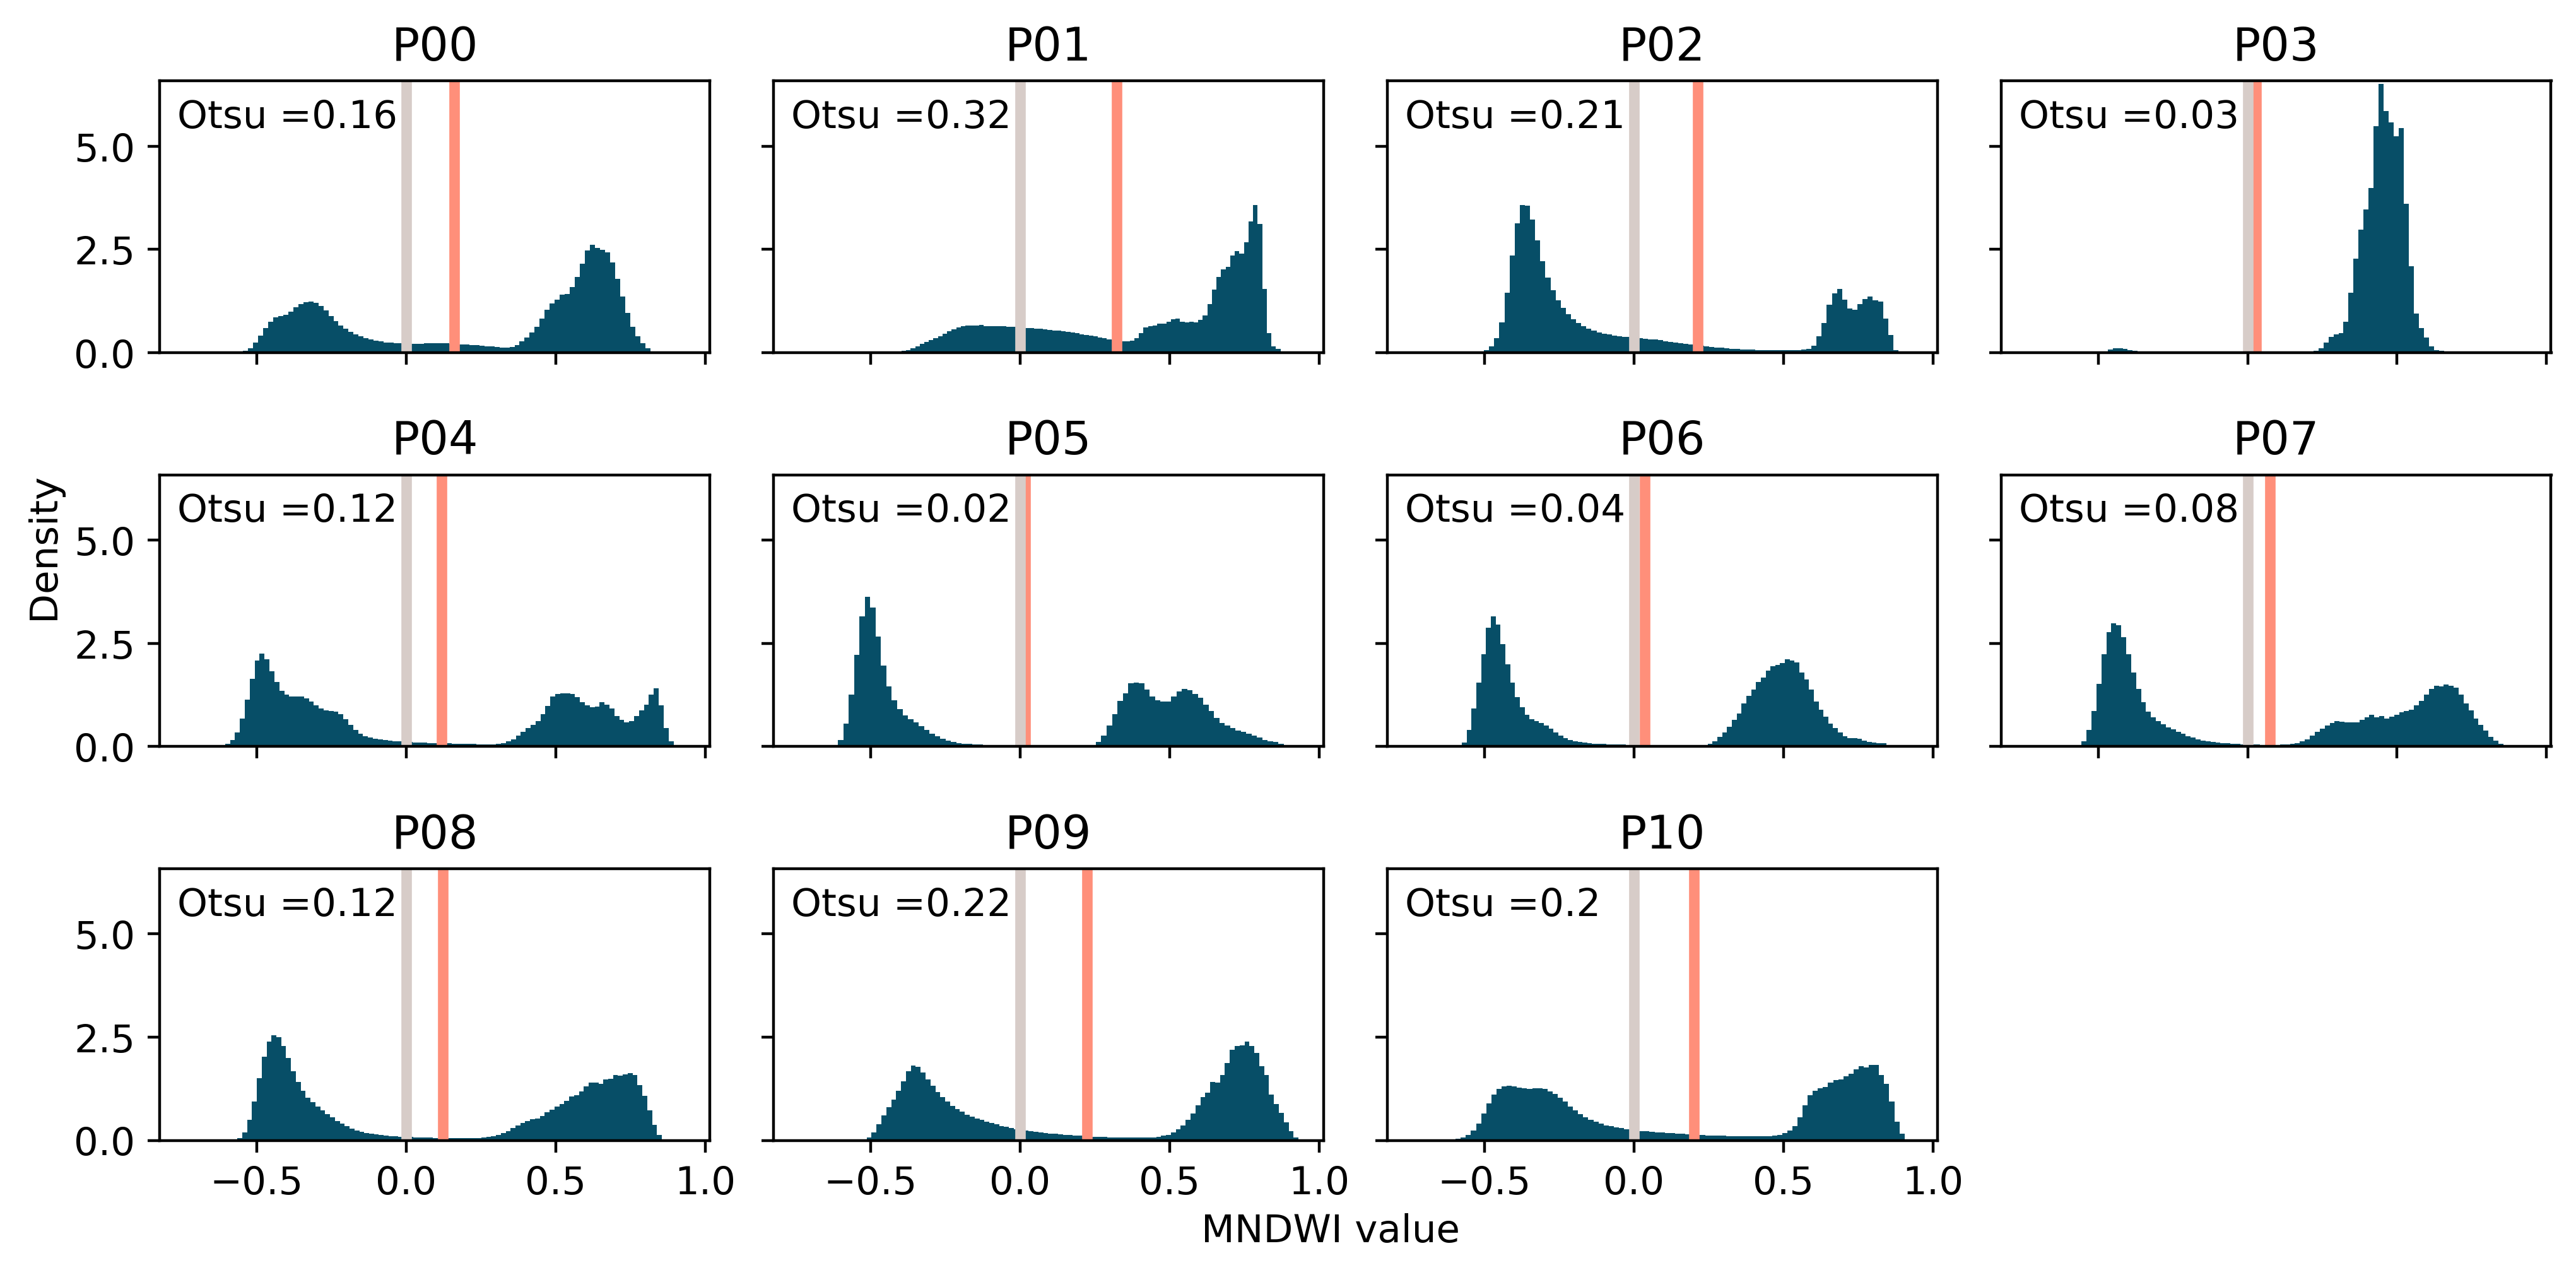 P00
P01
P02
P03
Otsu =0.16
Otsu =0.32
Otsu =0.21
Otsu =0.03
5.0
2.5
0.0
P04
P05
P06
P07
Otsu =0.12
Otsu =0.02
Otsu =0.04
Otsu =0.08
Density
5.0
2.5
0.0
P08
P09
P10
Otsu =0.12
Otsu =0.22
Otsu =0.2
5.0
2.5
0.0
−0.5 0.0 0.5 1.0
−0.5 0.0 0.5 1.0
−0.5 0.0 0.5 1.0
MNDWI value